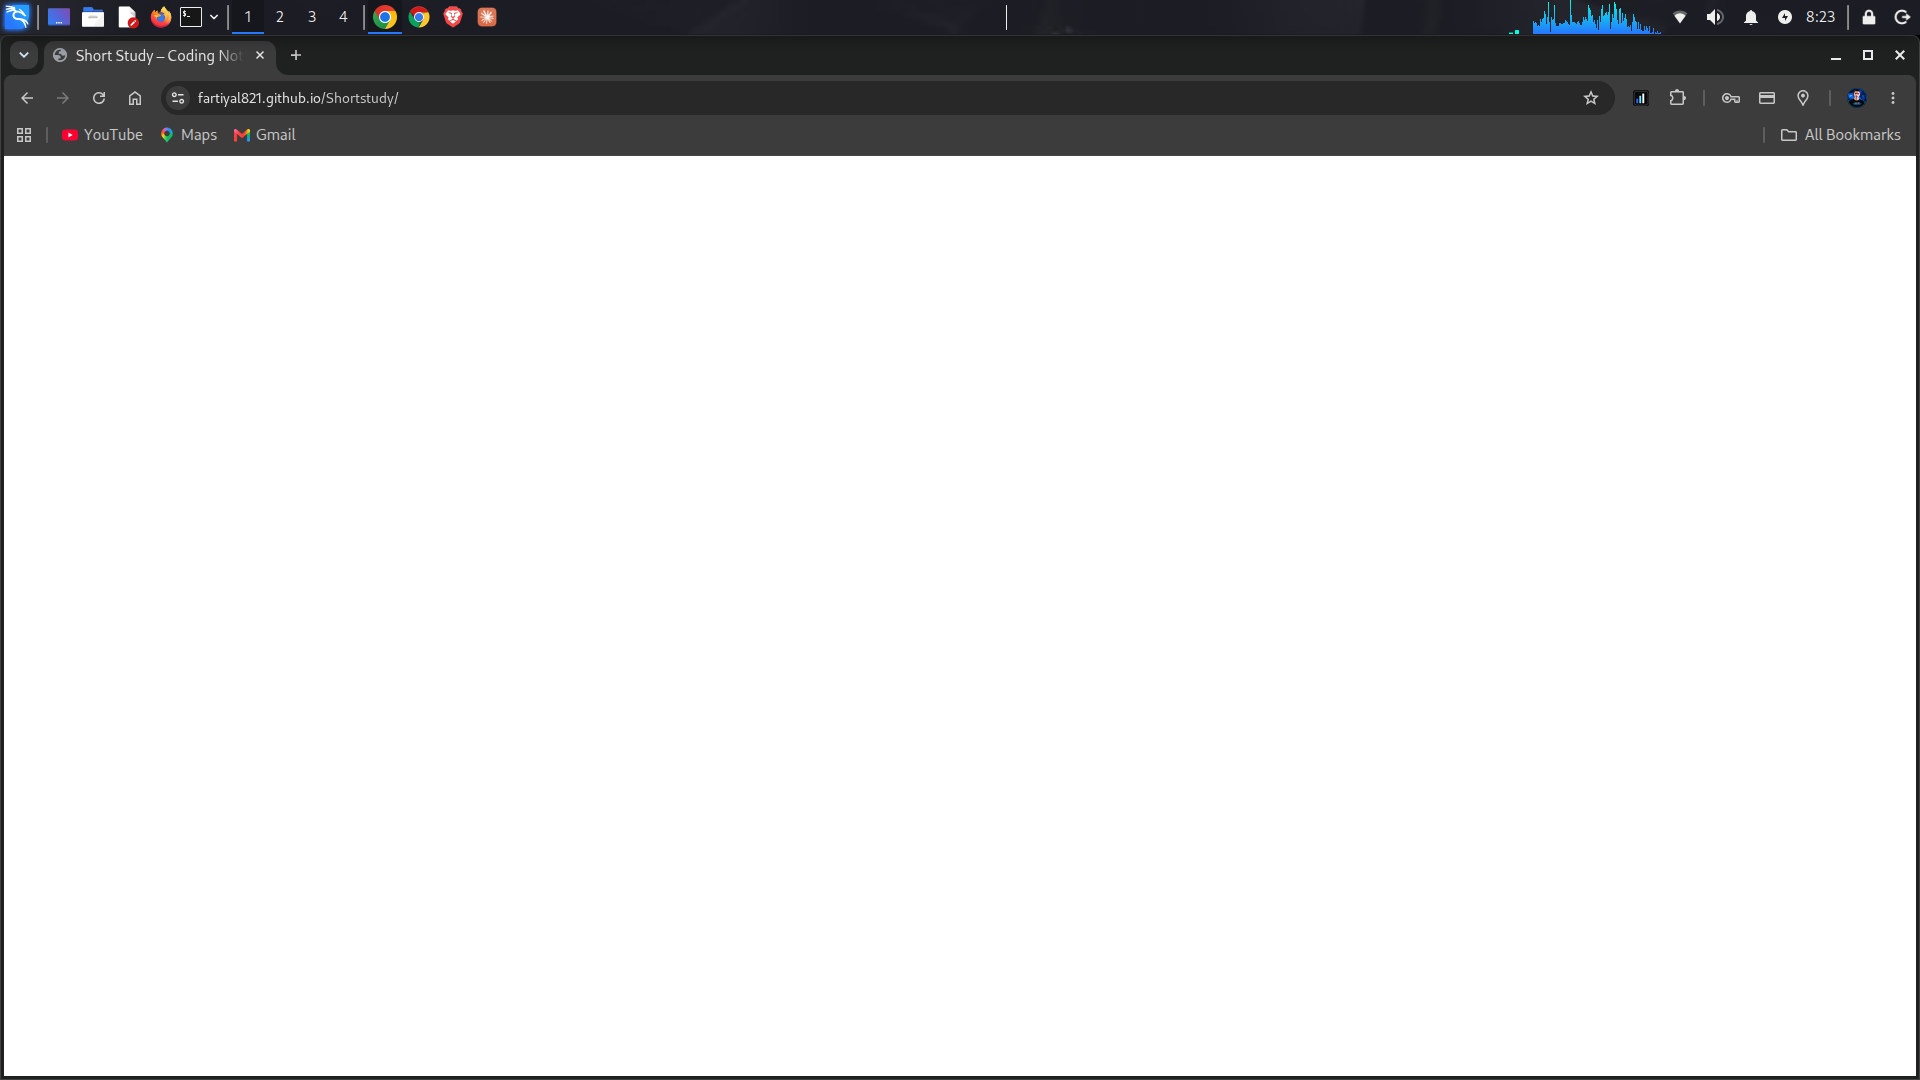 1 2 3 4 8:23
Short Study – Coding Not
fartiyal821.github.io/Shortstudy/
YouTube Maps Gmail All Bookmarks